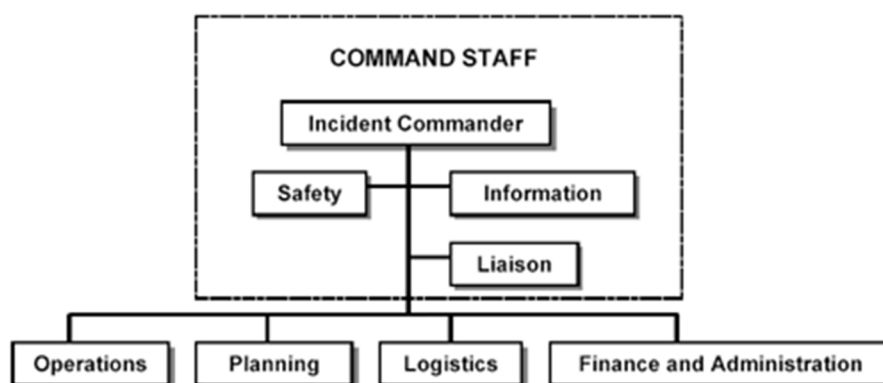 COMMAND STAFF
Incident Commander
Safety
Information
Liaison
Operations
Planning
Logistics
Finance and Administration